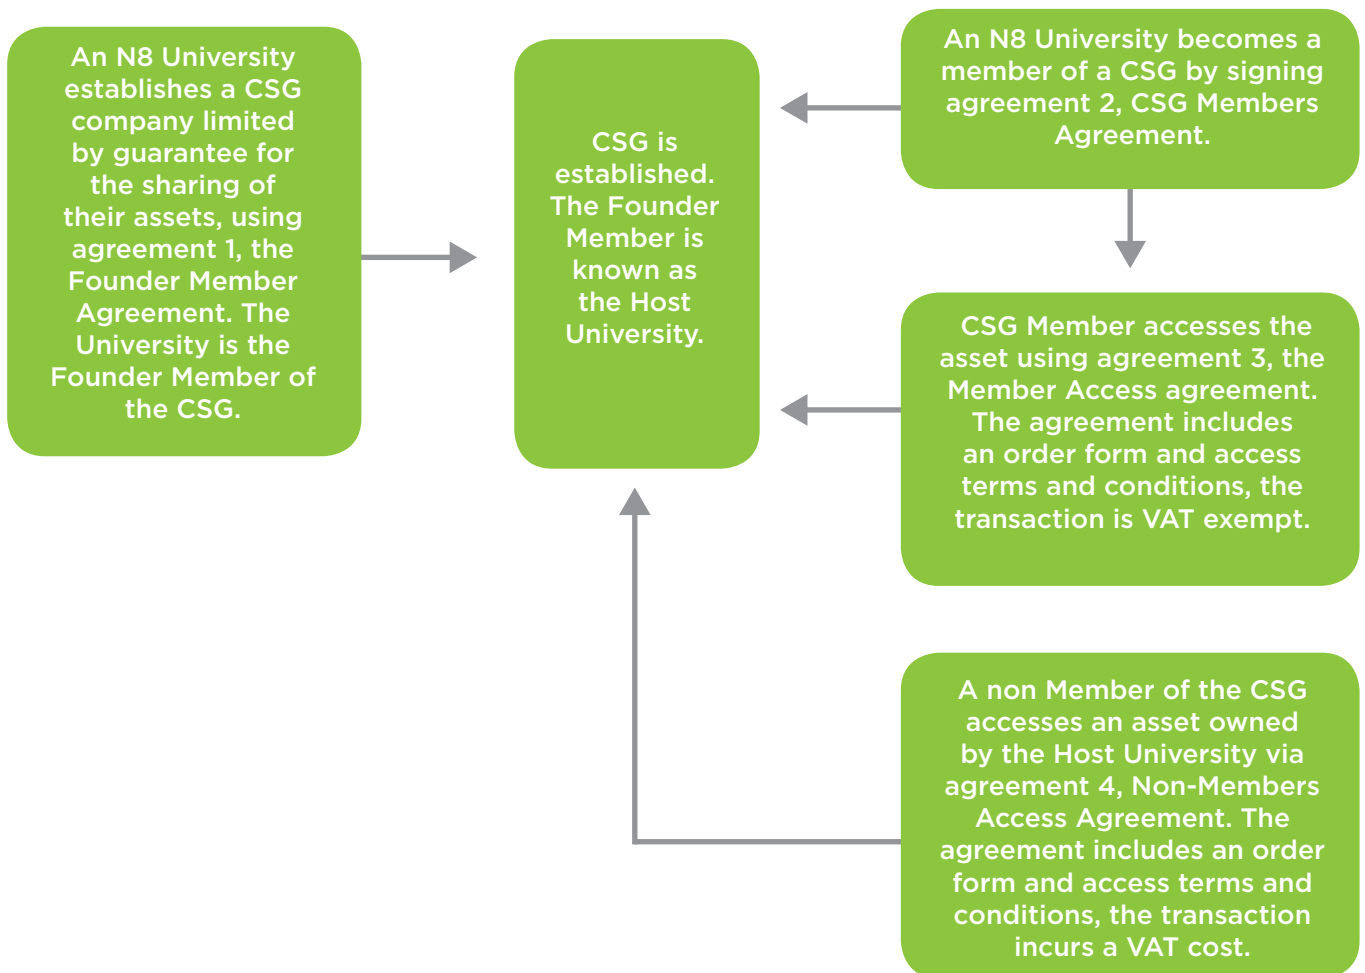 An N8 University
establishes a CSG
company limited
by guarantee for
the sharing of
their assets, using
agreement 1, the
Founder Member
Agreement. The
University is the
Founder Member of
the CSG.
CSG is
established.
The Founder
Member is
known as
the Host
University.
An N8 University becomes a
member of a CSG by signing
agreement 2, CSG Members
Agreement.
CSG Member accesses the
asset using agreement 3, the
Member Access agreement.
The agreement includes
an order form and access
terms and conditions, the
transaction is VAT exempt.
A non Member of the CSG
accesses an asset owned
by the Host University via
agreement 4, Non-Members
Access Agreement. The
agreement includes an order
form and access terms and
conditions, the transaction
incurs a VAT cost.